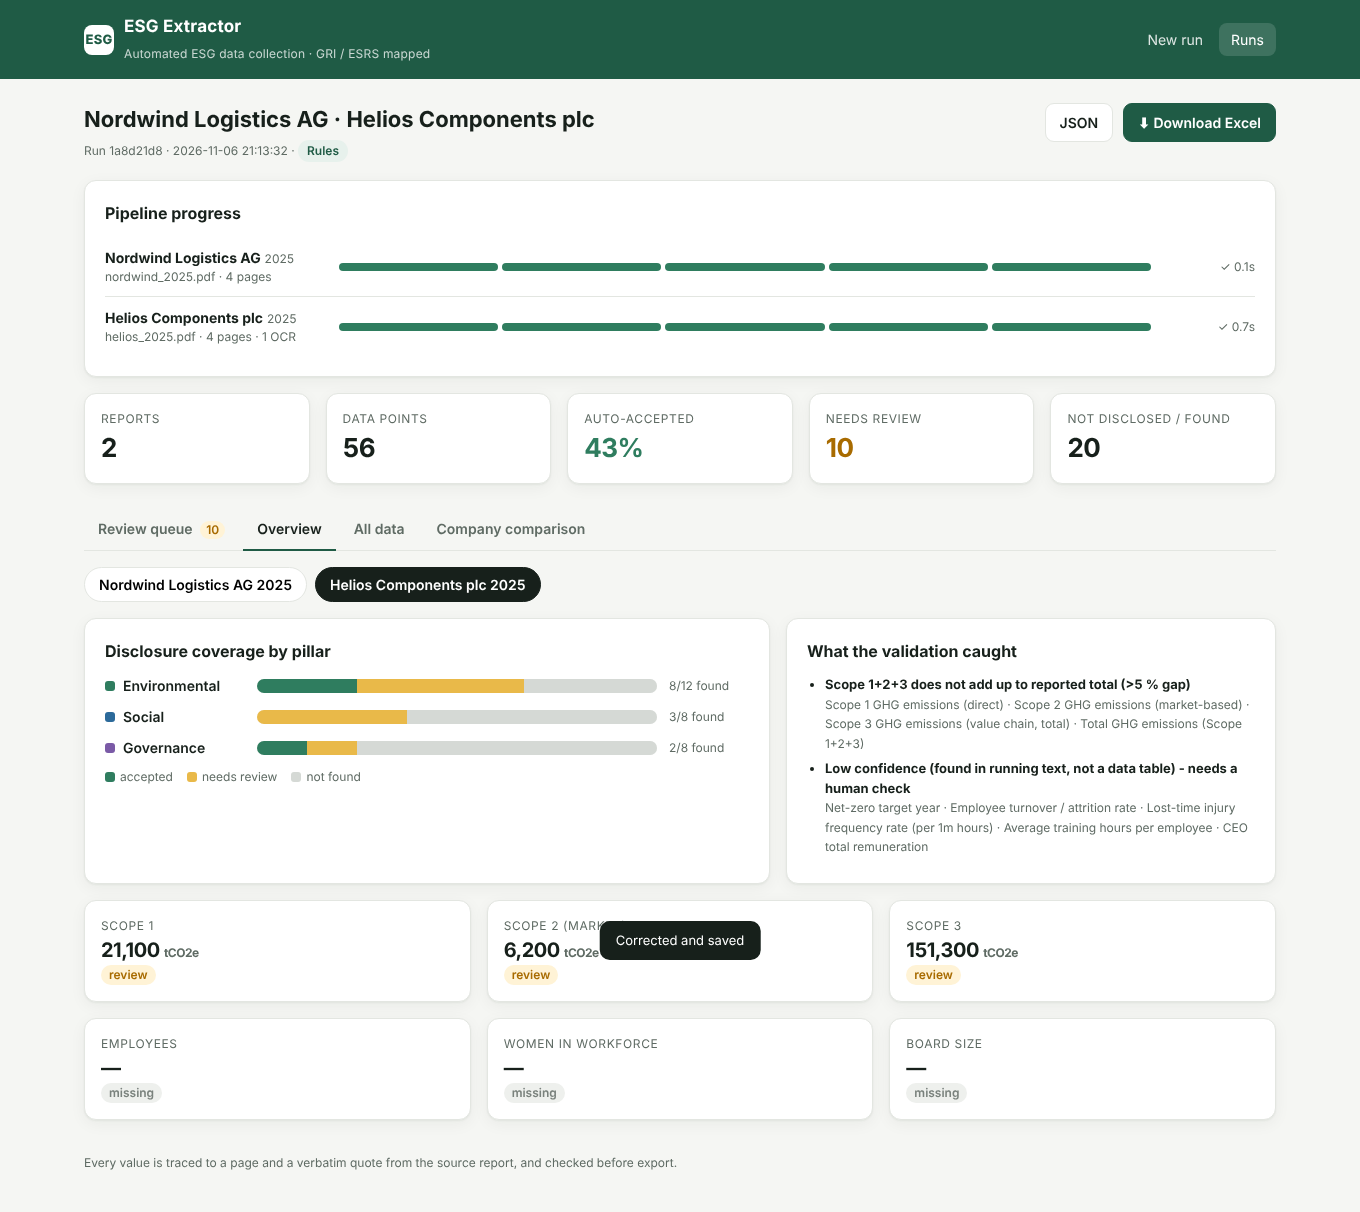 ESG
ESG Extractor
Automated ESG data collection · GRI / ESRS mapped
New run
Runs
Nordwind Logistics AG · Helios Components plc
Run 1a8d21d8 · 2026-11-06 21:13:32 · Rules
JSON
⬇ Download Excel
Pipeline progress
Nordwind Logistics AG 2025
nordwind_2025.pdf · 4 pages
✓ 0.1s
Helios Components plc 2025
helios_2025.pdf · 4 pages · 1 OCR
✓ 0.7s
REPORTS
2
DATA POINTS
56
AUTO-ACCEPTED
43%
NEEDS REVIEW
10
NOT DISCLOSED / FOUND
20
Review queue 10
Overview
All data
Company comparison
Nordwind Logistics AG 2025
Helios Components plc 2025
Disclosure coverage by pillar
Environmental
8/12 found
Social
3/8 found
Governance
2/8 found
accepted
needs review
not found
What the validation caught
• Scope 1+2+3 does not add up to reported total (>5 % gap)
Scope 1 GHG emissions (direct) · Scope 2 GHG emissions (market-based) ·
Scope 3 GHG emissions (value chain, total) · Total GHG emissions (Scope
1+2+3)
• Low confidence (found in running text, not a data table) - needs a
human check
Net-zero target year · Employee turnover / attrition rate · Lost-time injury
frequency rate (per 1m hours) · Average training hours per employee · CEO
total remuneration
SCOPE 1
21,100 tCO2e
review
SCOPE 2
6,200 tCO2e
review
Corrected and saved
SCOPE 3
151,300 tCO2e
review
EMPLOYEES
—
missing
WOMEN IN WORKFORCE
—
missing
BOARD SIZE
—
missing
Every value is traced to a page and a verbatim quote from the source report, and checked before export.